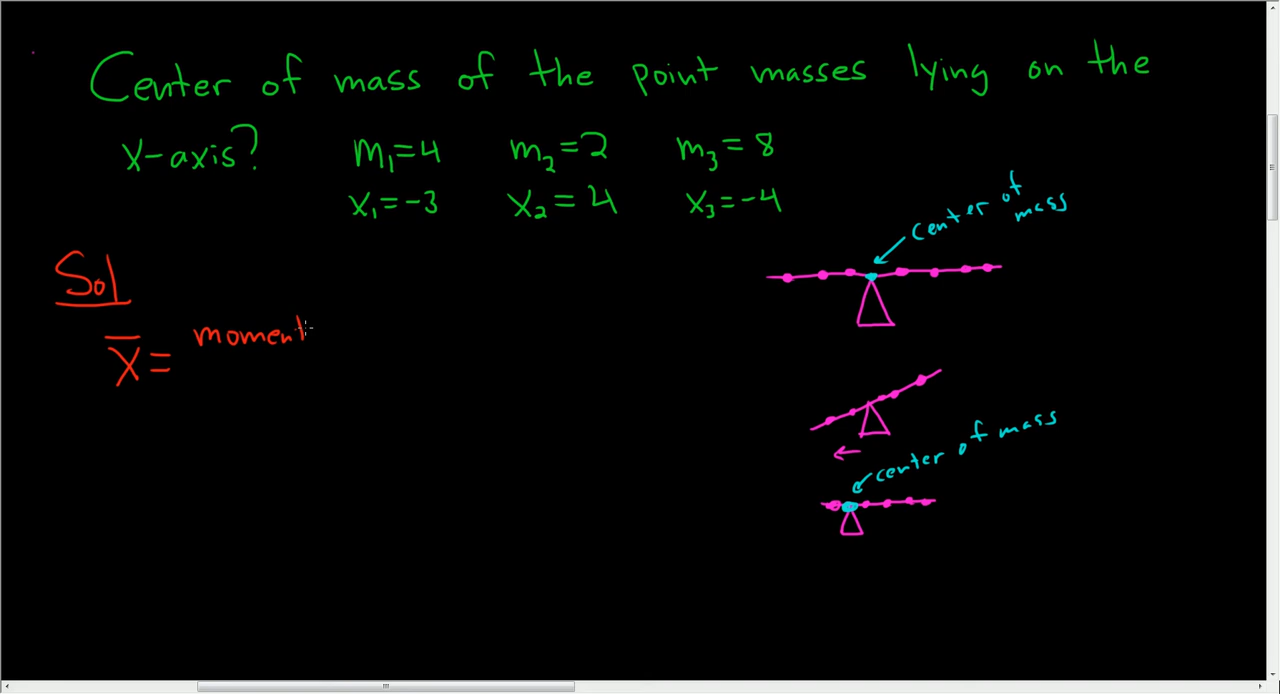 Center of mass of the point masses lying on the
x-axis? m₁=4 m₂=2 m₃=8
x₁=-3 x₂=4 x₃=-4
center of
mass
Sol
x̅= moment
center of mass